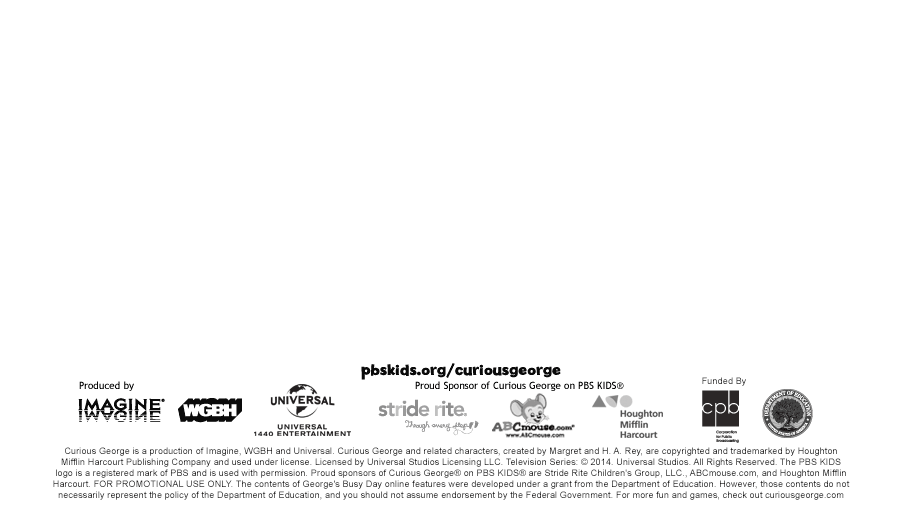 pbskids.org/curiousgeorge
Produced by
Proud Sponsor of Curious George on PBS KIDS®
Funded By
IMAGINE®
WGBH
UNIVERSAL
UNIVERSAL
1440 ENTERTAINMENT
stride rite.
Through every step
ABCmouse.com®
www.ABCmouse.com
Houghton
Mifflin
Harcourt
cpb
Corporation
for Public
Broadcasting
DEPARTMENT OF EDUCATION
Curious George is a production of Imagine, WGBH and Universal. Curious George and related characters, created by Margret and H. A. Rey, are copyrighted and trademarked by Houghton
Mifflin Harcourt Publishing Company and used under license. Licensed by Universal Studios Licensing LLC. Television Series: © 2014. Universal Studios. All Rights Reserved. The PBS KIDS
logo is a registered mark of PBS and is used with permission. Proud sponsors of Curious George® on PBS KIDS® are Stride Rite Children's Group, LLC., ABCmouse.com, and Houghton Mifflin
Harcourt. FOR PROMOTIONAL USE ONLY. The contents of George's Busy Day online features were developed under a grant from the Department of Education. However, those contents do not
necessarily represent the policy of the Department of Education, and you should not assume endorsement by the Federal Government. For more fun and games, check out curiousgeorge.com